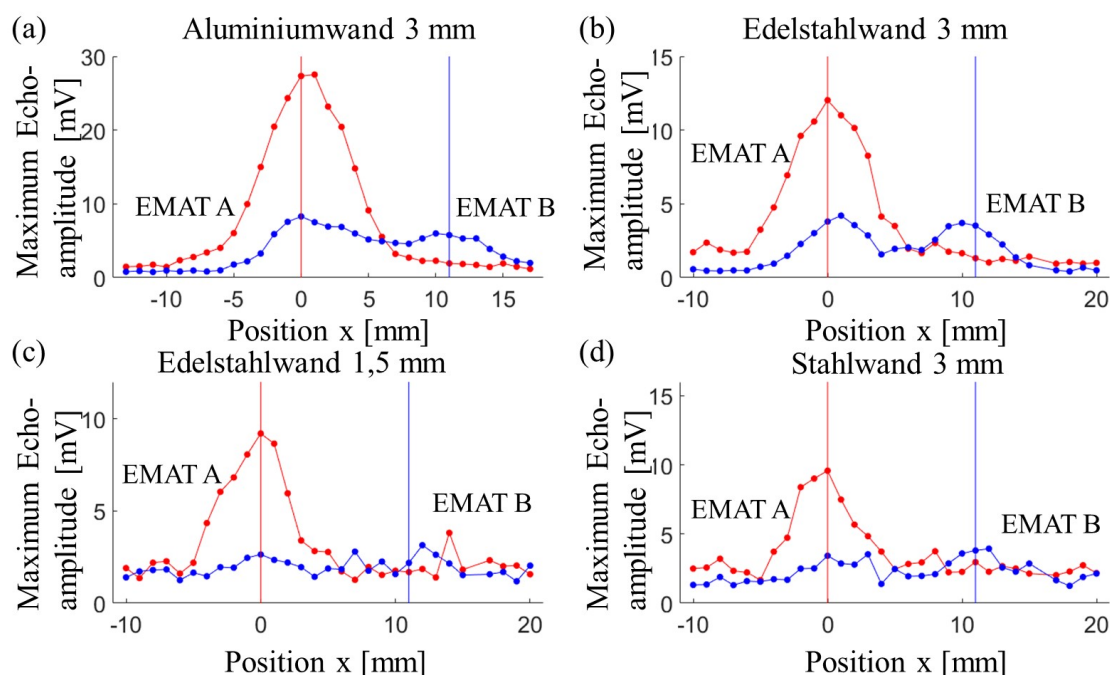 (a)
Aluminiumwand 3 mm
Maximum Echo-
amplitude [mV]
30
20
10
0
EMAT A
EMAT B
-10
-5
0
5
10
15
Position x [mm]
(b)
Edelstahlwand 3 mm
Maximum Echo-
amplitude [mV]
15
10
5
0
EMAT A
EMAT B
-10
0
10
20
Position x [mm]
(c)
Edelstahlwand 1,5 mm
Maximum Echo-
amplitude [mV]
10
5
0
EMAT A
EMAT B
-10
0
10
20
Position x [mm]
(d)
Stahlwand 3 mm
Maximum Echo-
amplitude [mV]
15
10
5
0
EMAT A
EMAT B
-10
0
10
20
Position x [mm]